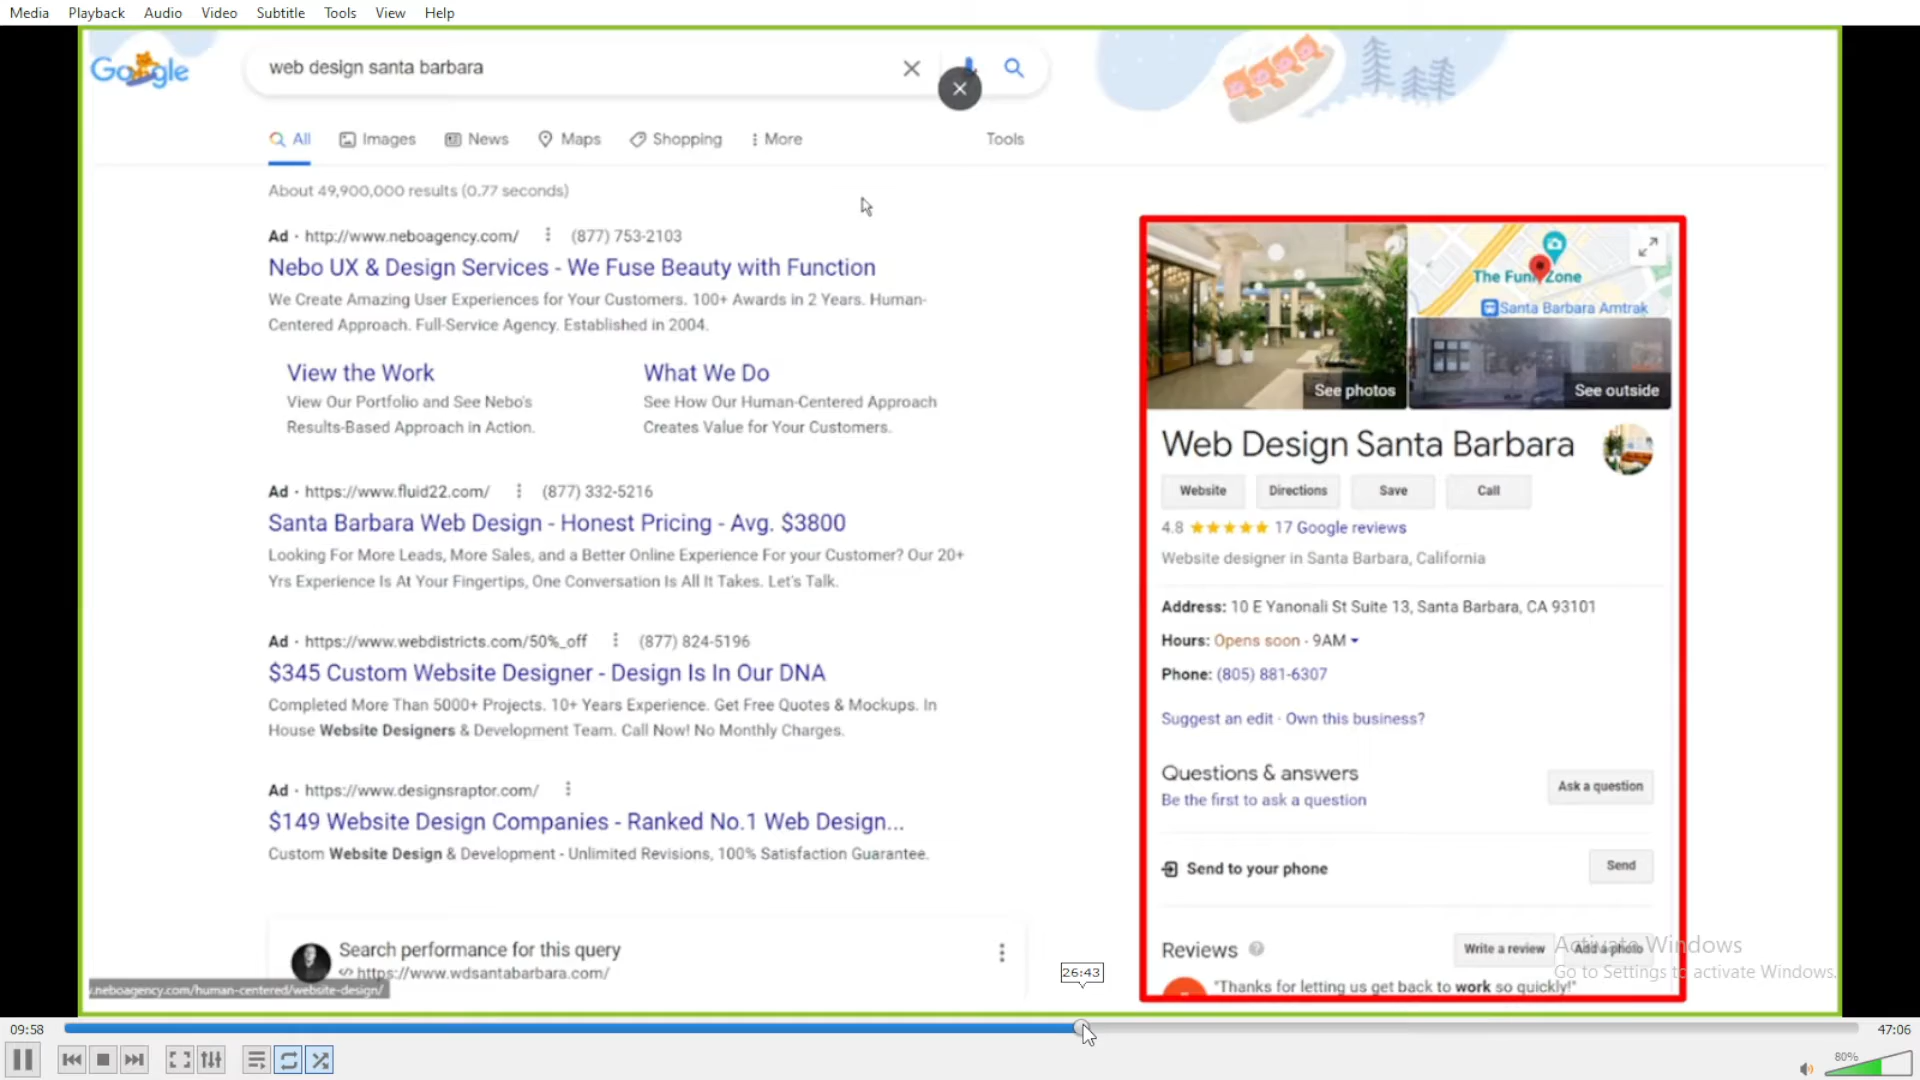 Media Playback Audio Video Subtitle Tools View Help
Google
web design santa barbara
All Images News Maps Shopping More Tools
About 49,900,000 results (0.77 seconds)
Ad · http://www.neboagency.com/ (877) 753-2103
Nebo UX & Design Services - We Fuse Beauty with Function
We Create Amazing User Experiences for Your Customers. 100+ Awards in 2 Years. Human-
Centered Approach. Full-Service Agency. Established in 2004.
View the Work
View Our Portfolio and See Nebo's
Results-Based Approach in Action.
What We Do
See How Our Human-Centered Approach
Creates Value for Your Customers.
Ad · https://www.fluid22.com/ (877) 332-5216
Santa Barbara Web Design - Honest Pricing - Avg. $3800
Looking For More Leads, More Sales, and a Better Online Experience For your Customer? Our 20+
Yrs Experience Is At Your Fingertips, One Conversation Is All It Takes. Let's Talk.
Ad · https://www.webdistricts.com/50%_off (877) 824-5196
$345 Custom Website Designer - Design Is In Our DNA
Completed More Than 5000+ Projects. 10+ Years Experience. Get Free Quotes & Mockups. In
House Website Designers & Development Team. Call Now! No Monthly Charges.
Ad · https://www.designsraptor.com/
$149 Website Design Companies - Ranked No.1 Web Design...
Custom Website Design & Development - Unlimited Revisions, 100% Satisfaction Guarantee.
Search performance for this query
https://www.wdsantabarbara.com/
.neboagency.com/human-centered/website-design/
The Funk Zone
Santa Barbara Amtrak
See photos
See outside
Web Design Santa Barbara
Website Directions Save Call
4.8 17 Google reviews
Website designer in Santa Barbara, California
Address: 10 E Yanonali St Suite 13, Santa Barbara, CA 93101
Hours: Opens soon · 9AM
Phone: (805) 881-6307
Suggest an edit · Own this business?
Questions & answers
Be the first to ask a question
Ask a question
Send to your phone
Send
Reviews
Write a review
Add a photo
"Thanks for letting us get back to work so quickly!"
Activate Windows
Go to Settings to activate Windows.
26:43
09:58
47:06
80%